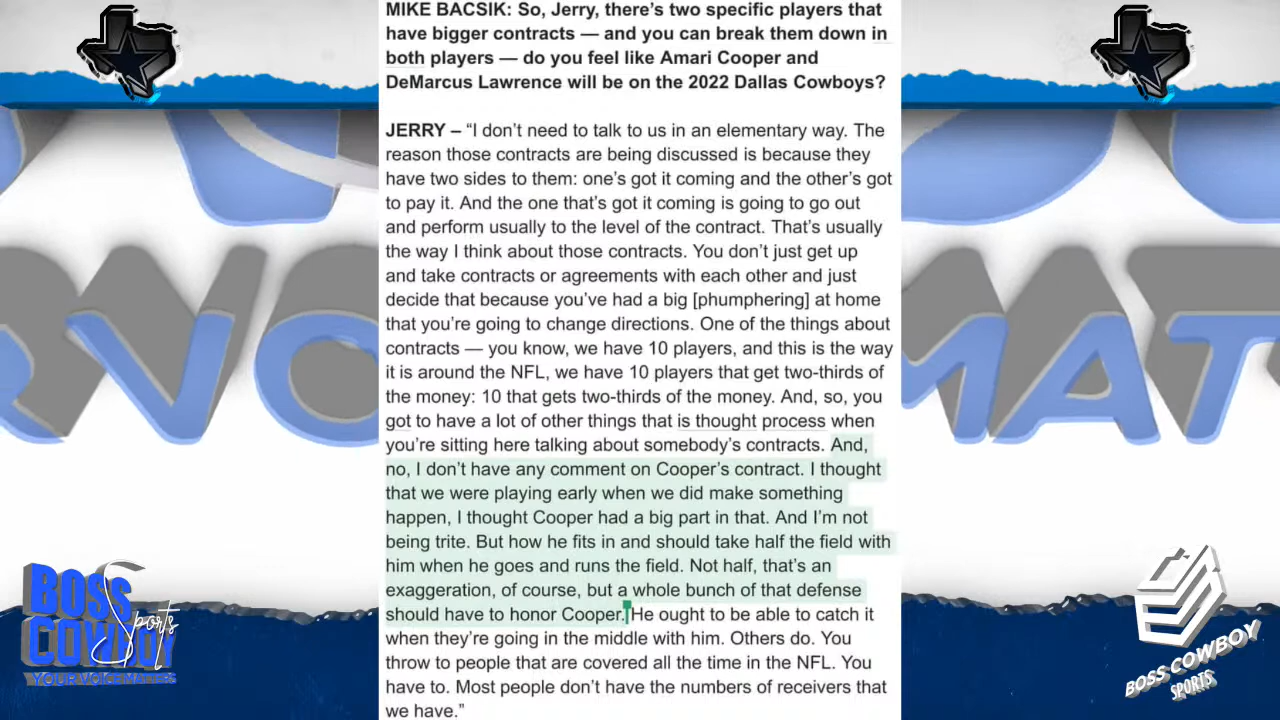 MIKE BACSIK: So, Jerry, there’s two specific players that
have bigger contracts — and you can break them down in
both players — do you feel like Amari Cooper and
DeMarcus Lawrence will be on the 2022 Dallas Cowboys?
JERRY – “I don’t need to talk to us in an elementary way. The
reason those contracts are being discussed is because they
have two sides to them: one’s got it coming and the other’s got
to pay it. And the one that’s got it coming is going to go out
and perform usually to the level of the contract. That’s usually
the way I think about those contracts. You don’t just get up
and take contracts or agreements with each other and just
decide that because you’ve had a big [phumphering] at home
that you’re going to change directions. One of the things about
contracts — you know, we have 10 players, and this is the way
it is around the NFL, we have 10 players that get two-thirds of
the money: 10 that gets two-thirds of the money. And, so, you
got to have a lot of other things that is thought process when
you’re sitting here talking about somebody’s contracts. And,
no, I don’t have any comment on Cooper’s contract. I thought
that we were playing early when we did make something
happen, I thought Cooper had a big part in that. And I’m not
being trite. But how he fits in and should take half the field with
him when he goes and runs the field. Not half, that’s an
exaggeration, of course, but a whole bunch of that defense
should have to honor Cooper. He ought to be able to catch it
when they’re going in the middle with him. Others do. You
throw to people that are covered all the time in the NFL. You
have to. Most people don’t have the numbers of receivers that
we have.”
RVO
MAT
BOSS
COWBOY
Sports
YOUR VOICE MATTERS
BOSS COWBOY
SPORTS